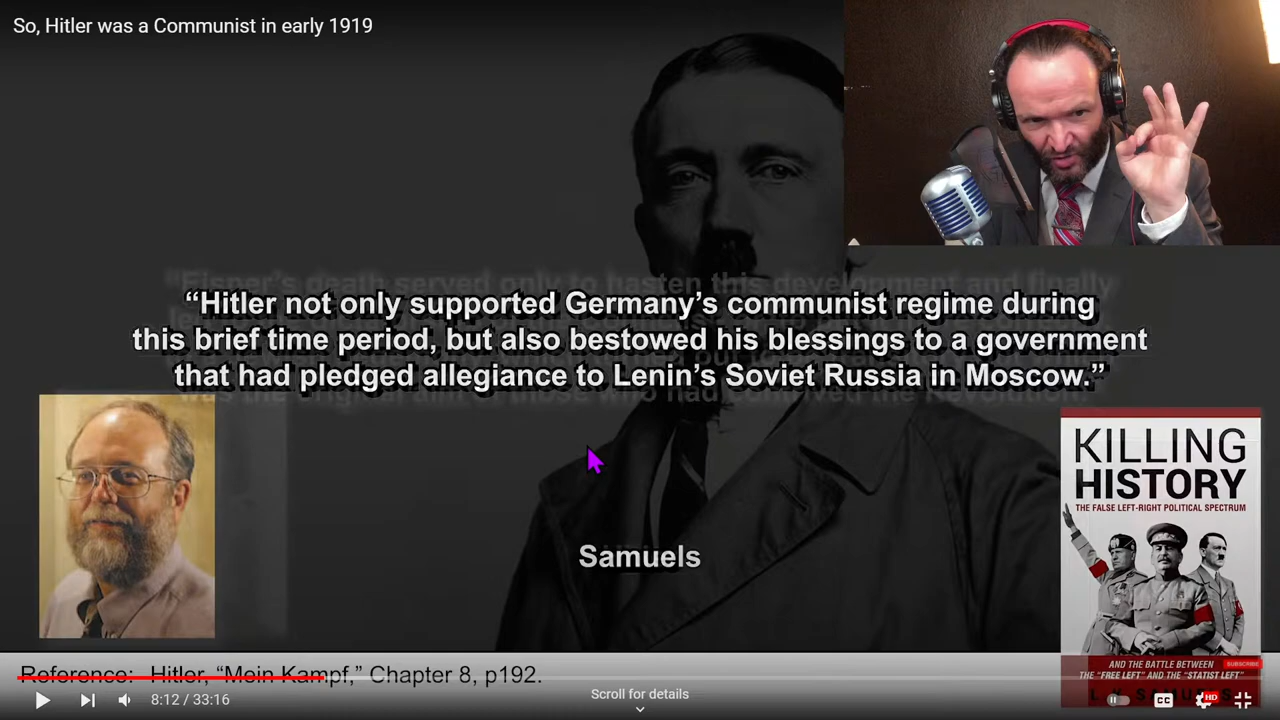 So, Hitler was a Communist in early 1919
“Hitler not only supported Germany’s communist regime during
this brief time period, but also bestowed his blessings to a government
that had pledged allegiance to Lenin’s Soviet Russia in Moscow.”
Samuels
KILLING
HISTORY
THE FALSE LEFT-RIGHT POLITICAL SPECTRUM
AND THE BATTLE BETWEEN
THE “FREE LEFT” AND THE “STATIST LEFT”
SUBSCRIBE
Reference: Hitler, “Mein Kampf,” Chapter 8, p192.
8:12 / 33:16
Scroll for details
CC
HD